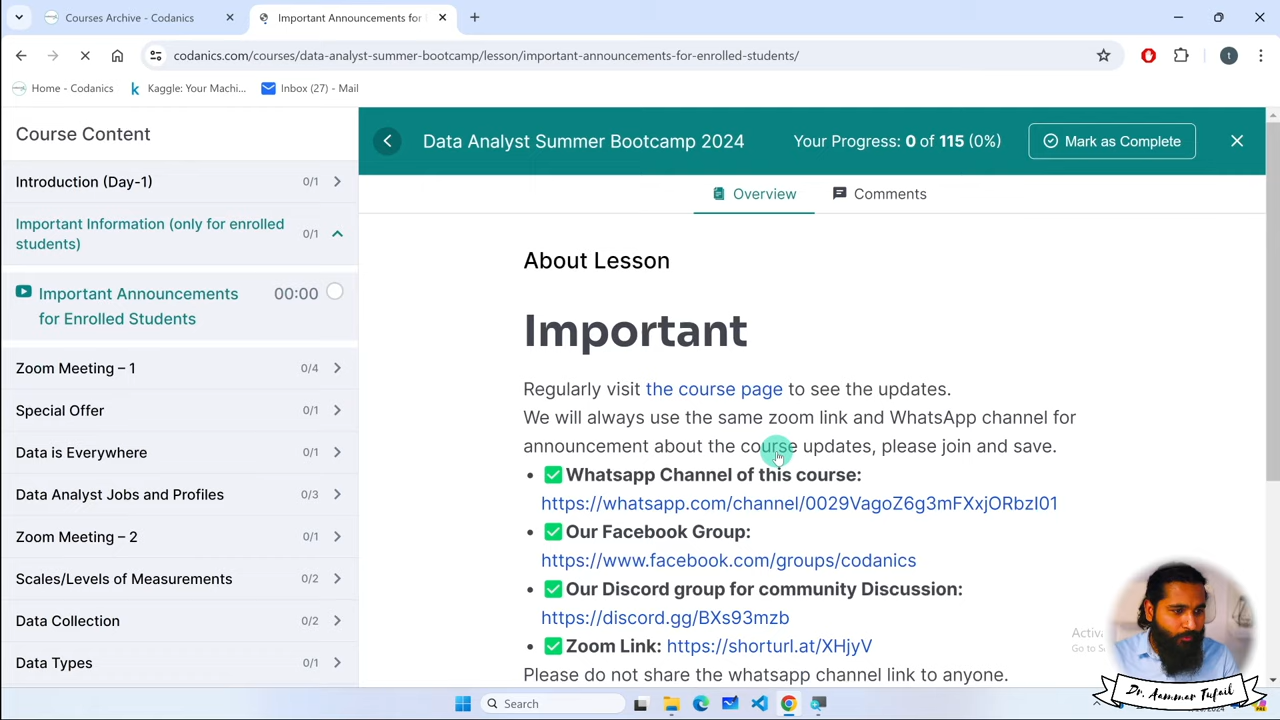 Courses Archive - Codanics
Important Announcements for
codanics.com/courses/data-analyst-summer-bootcamp/lesson/important-announcements-for-enrolled-students/
t
Home - Codanics
Kaggle: Your Machi...
Inbox (27) - Mail
Course Content
Introduction (Day-1) 0/1
Important Information (only for enrolled
students) 0/1
Important Announcements 00:00
for Enrolled Students
Zoom Meeting – 1 0/4
Special Offer 0/1
Data is Everywhere 0/1
Data Analyst Jobs and Profiles 0/3
Zoom Meeting – 2 0/1
Scales/Levels of Measurements 0/2
Data Collection 0/2
Data Types 0/1
Data Analyst Summer Bootcamp 2024
Your Progress: 0 of 115 (0%)
Mark as Complete
Overview
Comments
About Lesson
Important
Regularly visit the course page to see the updates.
We will always use the same zoom link and WhatsApp channel for
announcement about the course updates, please join and save.
• ✅Whatsapp Channel of this course:
https://whatsapp.com/channel/0029VagoZ6g3mFXxjORbzI01
• ✅Our Facebook Group:
https://www.facebook.com/groups/codanics
• ✅Our Discord group for community Discussion:
https://discord.gg/BXs93mzb
• ✅Zoom Link: https://shorturl.at/XHjyV
Please do not share the whatsapp channel link to anyone.
Activ
Go to S
Dr. Aammar Tufail
Search